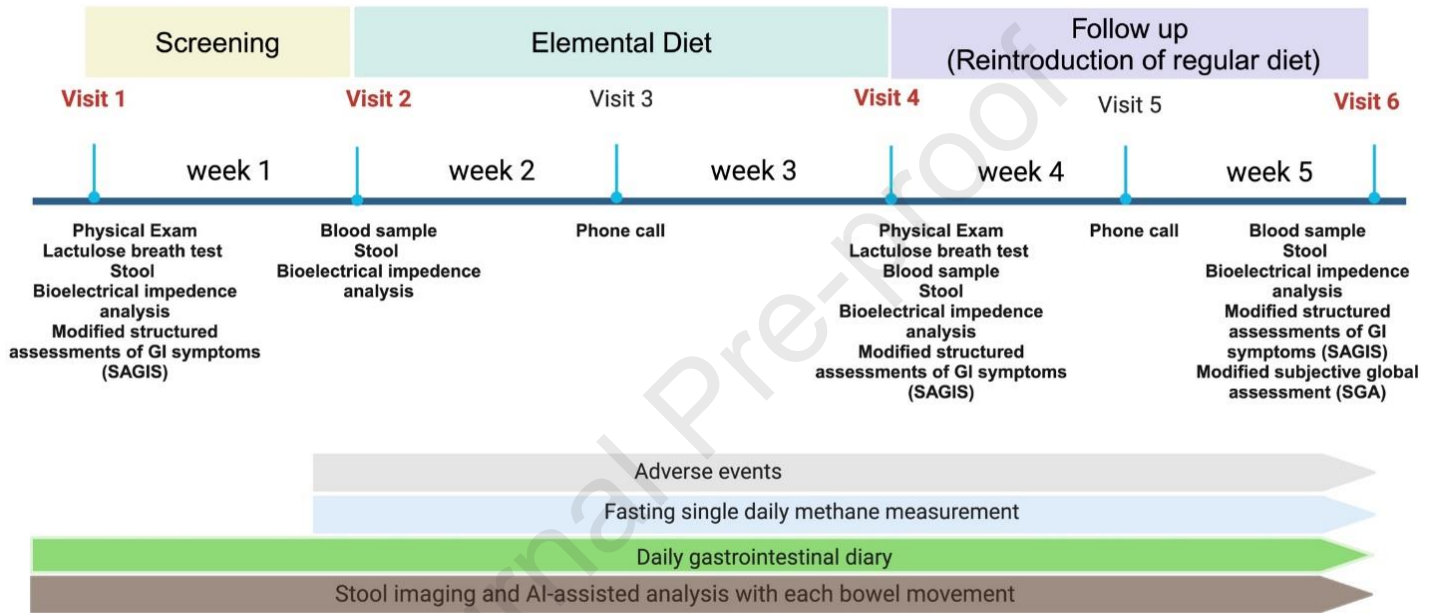 Screening
Elemental Diet
Follow up
(Reintroduction of regular diet)
Visit 1
Visit 2
Visit 3
Visit 4
Visit 5
Visit 6
week 1
week 2
week 3
week 4
week 5
Physical Exam
Lactulose breath test
Stool
Bioelectrical impedence
analysis
Modified structured
assessments of GI symptoms
(SAGIS)
Blood sample
Stool
Bioelectrical impedence
analysis
Phone call
Physical Exam
Lactulose breath test
Blood sample
Stool
Bioelectrical impedence
analysis
Modified structured
assessments of GI symptoms
(SAGIS)
Phone call
Blood sample
Stool
Bioelectrical impedence
analysis
Modified structured
assessments of GI
symptoms (SAGIS)
Modified subjective global
assessment (SGA)
Adverse events
Fasting single daily methane measurement
Daily gastrointestinal diary
Stool imaging and AI-assisted analysis with each bowel movement
Pre-proof